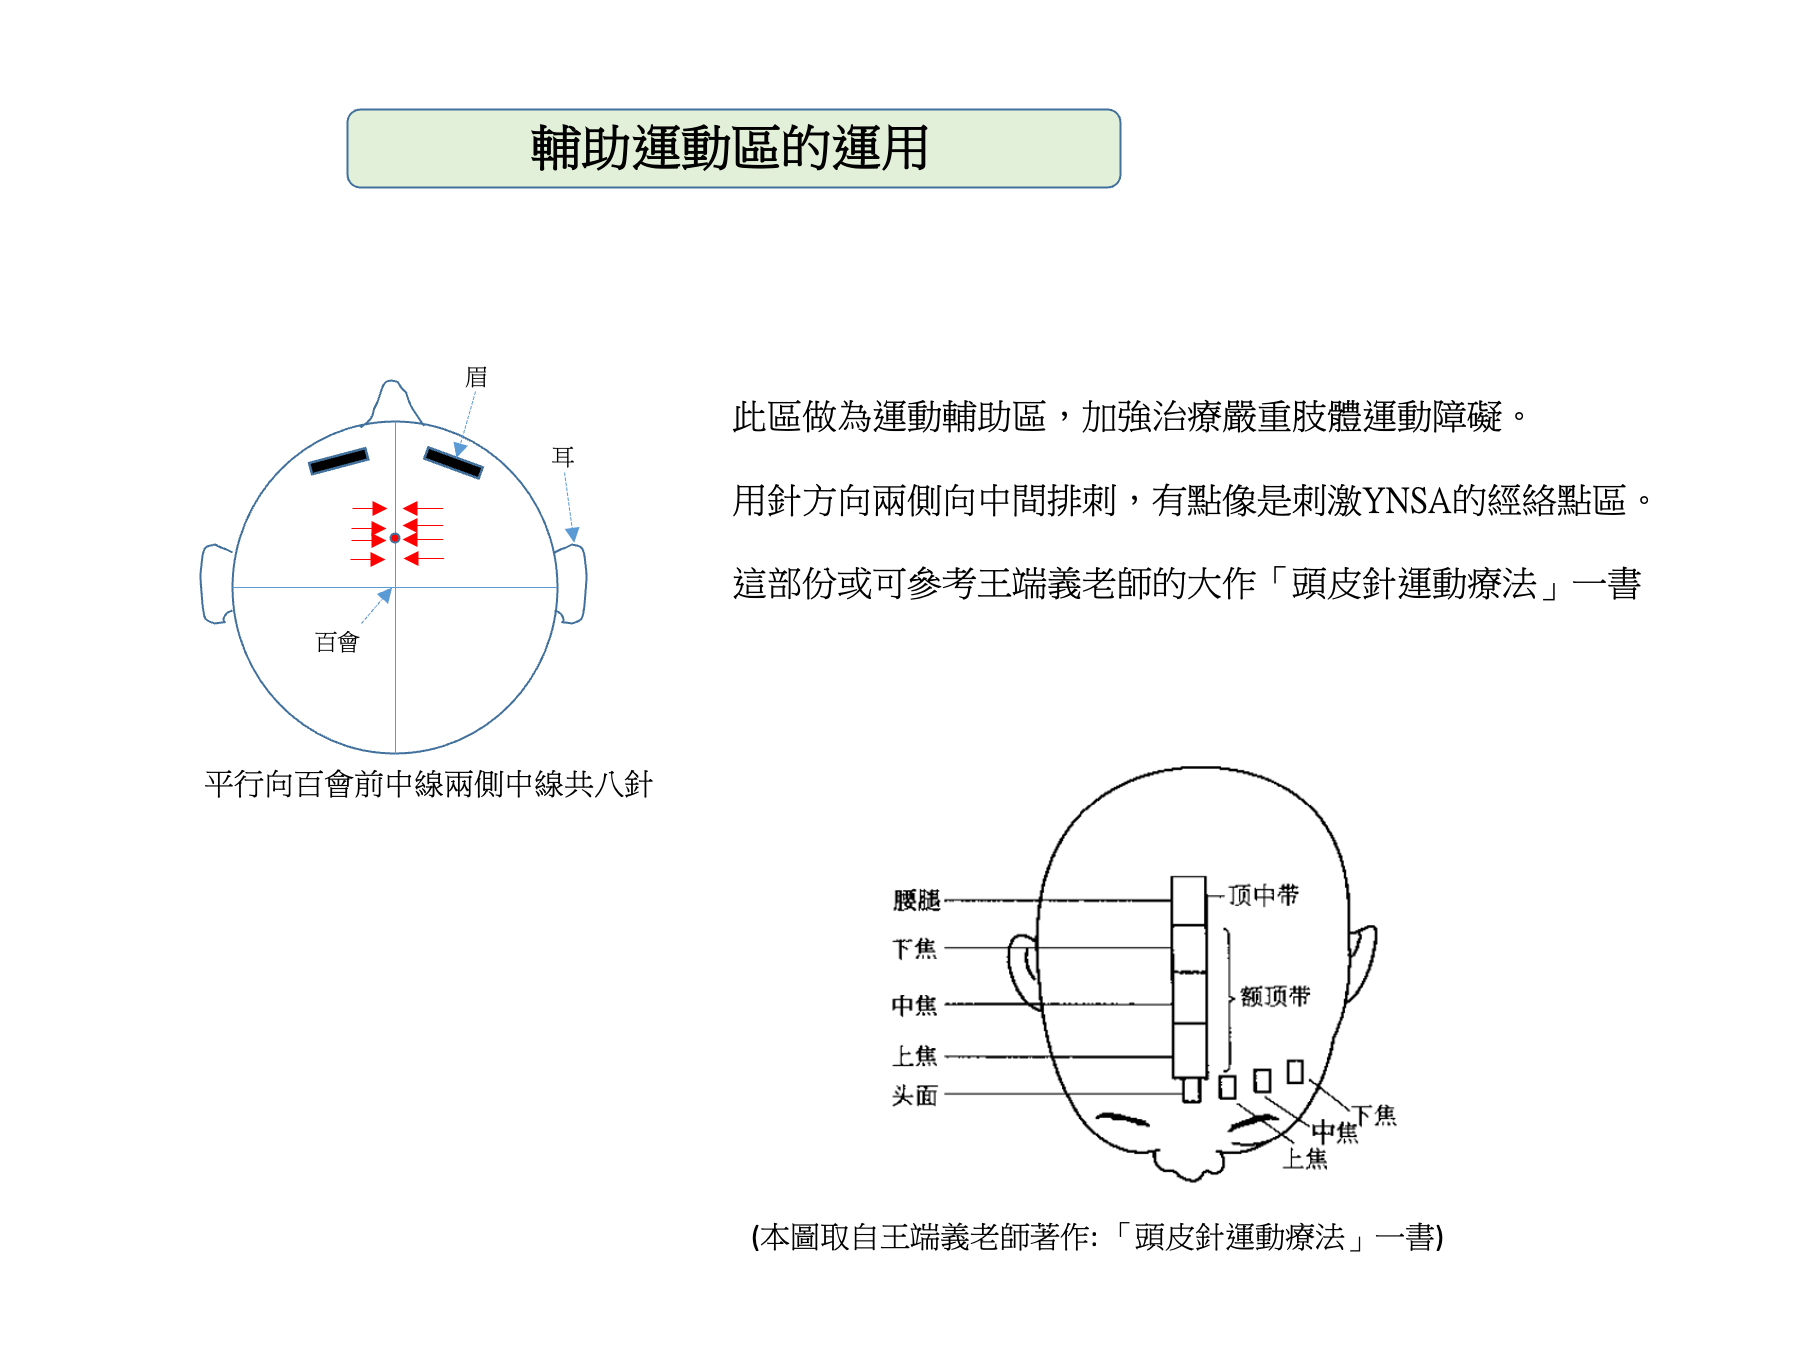 輔助運動區的運用
眉
耳
百會
平行向百會前中線兩側中線共八針
此區做為運動輔助區，加強治療嚴重肢體運動障礙。
用針方向兩側向中間排刺，有點像是刺激YNSA的經絡點區。
這部份或可參考王端義老師的大作「頭皮針運動療法」一書
腰腿
顶中带
下焦
中焦
额顶带
上焦
头面
下焦
中焦
上焦
(本圖取自王端義老師著作:「頭皮針運動療法」一書)